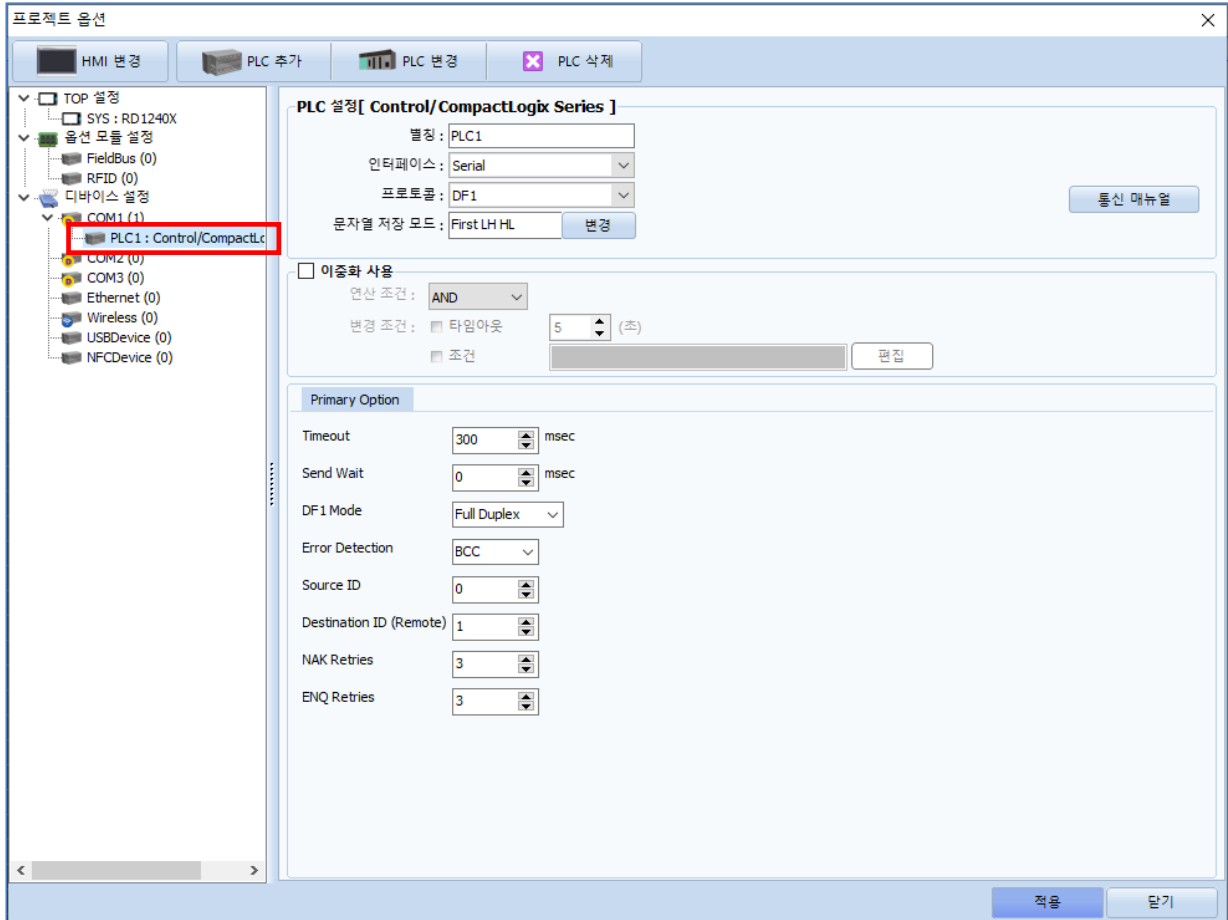 프로젝트 옵션
HMI 변경 PLC 추가 PLC 변경 PLC 삭제
TOP 설정
SYS : RD1240X
옵션 모듈 설정
FieldBus (0)
RFID (0)
디바이스 설정
COM1 (1)
PLC1 : Control/CompactLo
COM2 (0)
COM3 (0)
Ethernet (0)
Wireless (0)
USBDevice (0)
NFCDevice (0)
PLC 설정[ Control/CompactLogix Series ]
별칭 : PLC1
인터페이스 : Serial
프로토콜 : DF1
통신 매뉴얼
문자열 저장 모드 : First LH HL 변경
이중화 사용
연산 조건 : AND
변경 조건 : 타임아웃 5 (초)
조건 편집
Primary Option
Timeout 300 msec
Send Wait 0 msec
DF1 Mode Full Duplex
Error Detection BCC
Source ID 0
Destination ID (Remote) 1
NAK Retries 3
ENQ Retries 3
적용 닫기